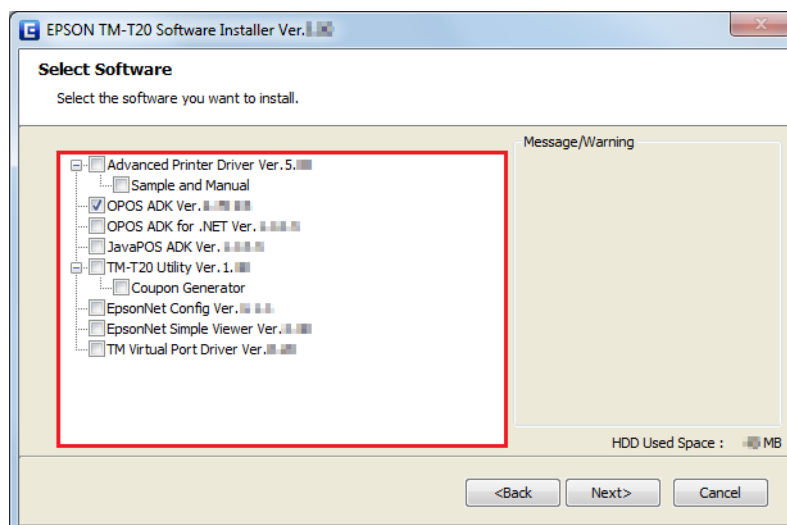 EPSON TM-T20 Software Installer Ver.
Select Software
Select the software you want to install.
Message/Warning
Advanced Printer Driver Ver.5.
Sample and Manual
OPOS ADK Ver.
OPOS ADK for .NET Ver.
JavaPOS ADK Ver.
TM-T20 Utility Ver.1.
Coupon Generator
EpsonNet Config Ver.
EpsonNet Simple Viewer Ver.
TM Virtual Port Driver Ver.
HDD Used Space : MB
<Back Next> Cancel